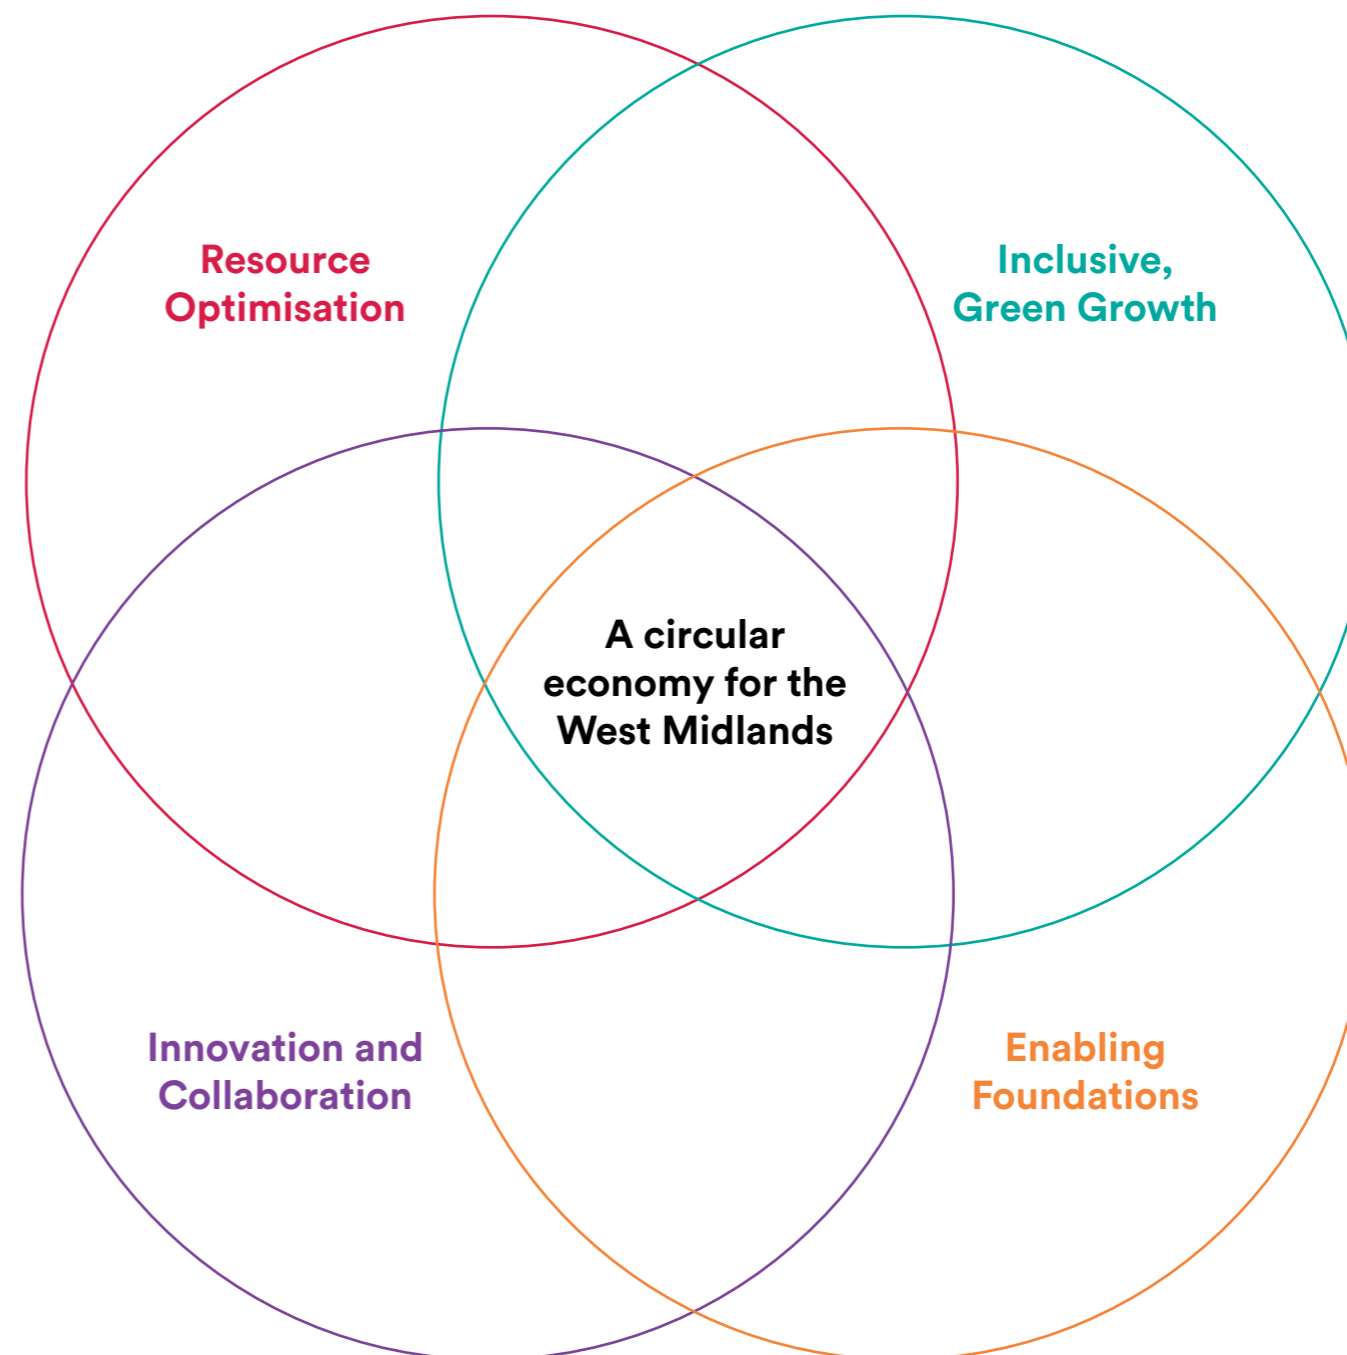 Resource
Optimisation
Inclusive,
Green Growth
A circular
economy for the
West Midlands
Innovation and
Collaboration
Enabling
Foundations